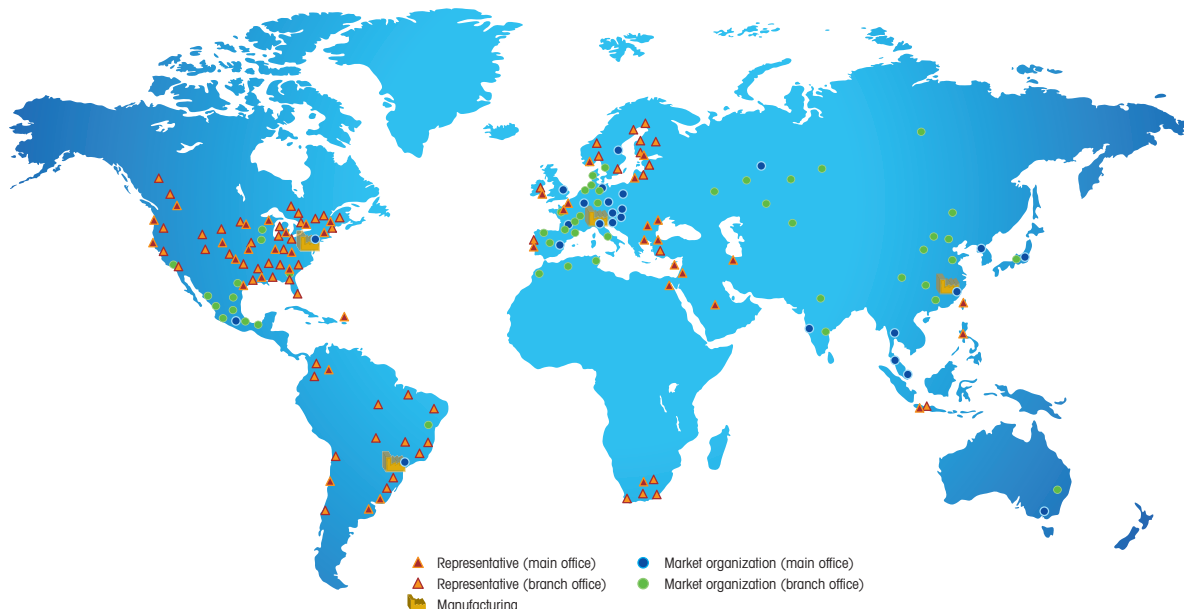 Representative (main office)
Market organization (main office)
Representative (branch office)
Market organization (branch office)
Manufacturing